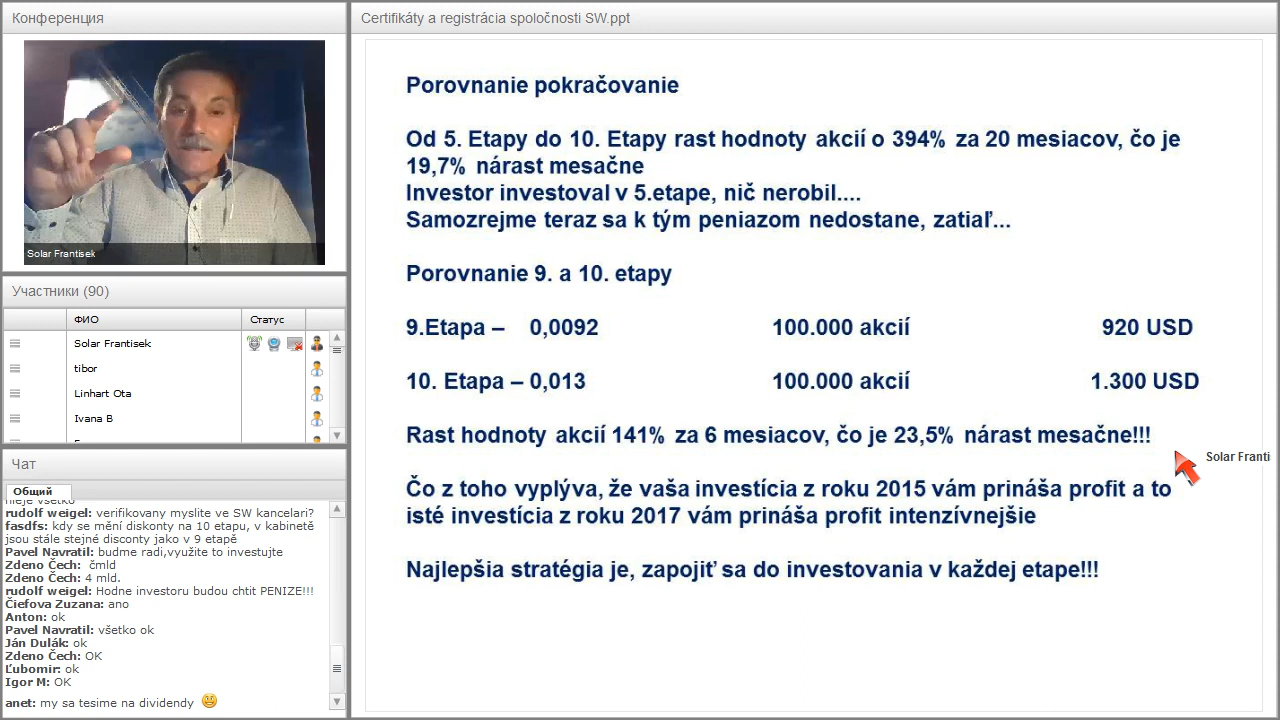 Конференция
Solar Frantisek
Участники (90)
ФИО
Статус
Solar Frantisek
tibor
Linhart Ota
Ivana B
Чат
Общий
nieje všetko
rudolf weigel: verifikovany myslite ve SW kancelari?
fasdfs: kdy se mění diskonty na 10 etapu, v kabinetě
jsou stále stejné disconty jako v 9 etapě
Pavel Navratil: budme radi,využite to investujte
Zdeno Čech: čmld
Zdeno Čech: 4 mld.
rudolf weigel: Hodne investoru budou chtit PENIZE!!!
Čiefova Zuzana: ano
Anton: ok
Pavel Navratil: všetko ok
Ján Dulák: ok
Zdeno Čech: OK
Ľubomir: ok
Igor M: OK
anet: my sa tesime na dividendy
Certifikáty a registrácia spoločnosti SW.ppt
Porovnanie pokračovanie
Od 5. Etapy do 10. Etapy rast hodnoty akcií o 394% za 20 mesiacov, čo je
19,7% nárast mesačne
Investor investoval v 5.etape, nič nerobil....
Samozrejme teraz sa k tým peniazom nedostane, zatiaľ...
Porovnanie 9. a 10. etapy
9.Etapa – 0,0092 100.000 akcií 920 USD
10. Etapa – 0,013 100.000 akcií 1.300 USD
Rast hodnoty akcií 141% za 6 mesiacov, čo je 23,5% nárast mesačne!!!
Solar Franti
Čo z toho vyplýva, že vaša investícia z roku 2015 vám prináša profit a to
isté investícia z roku 2017 vám prináša profit intenzívnejšie
Najlepšia stratégia je, zapojiť sa do investovania v každej etape!!!